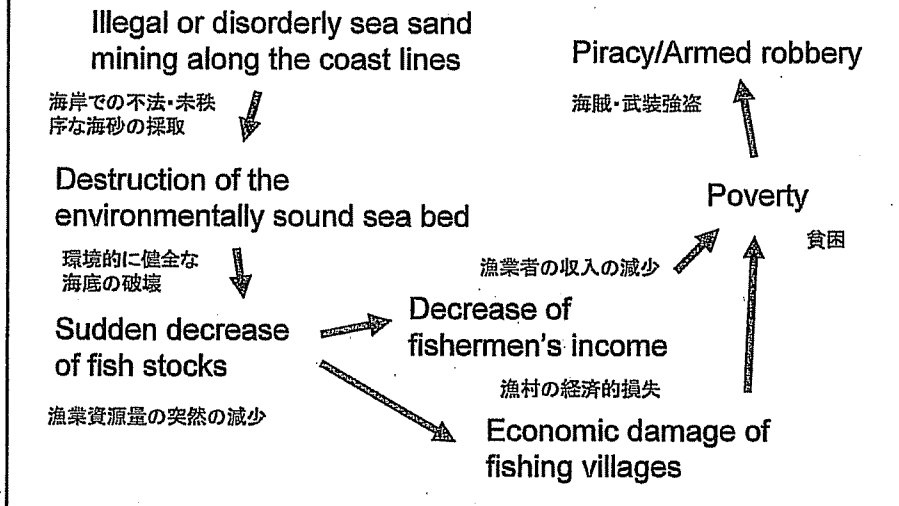 Illegal or disorderly sea sand
mining along the coast lines
海岸での不法・未秩
序な海砂の採取
Destruction of the
environmentally sound sea bed
環境的に健全な
海底の破壊
Sudden decrease
of fish stocks
漁業資源量の突然の減少
漁業者の収入の減少
Decrease of
fishermen's income
漁村の経済的損失
Economic damage of
fishing villages
Poverty
貧困
Piracy/Armed robbery
海賊・武装強盗